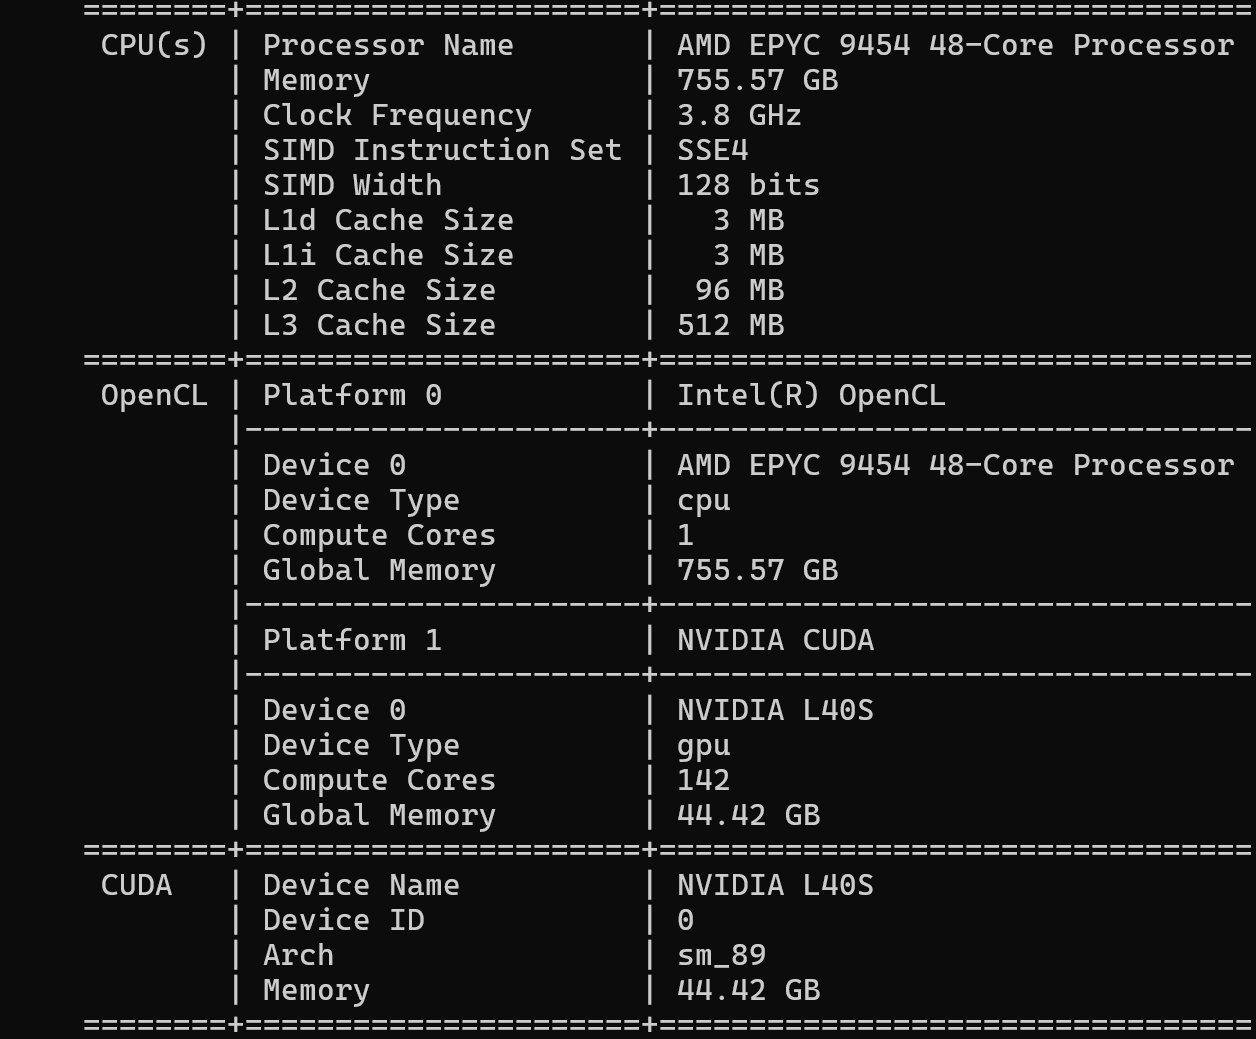 ========+======================+=================================
CPU(s) | Processor Name | AMD EPYC 9454 48-Core Processor
| Memory | 755.57 GB
| Clock Frequency | 3.8 GHz
| SIMD Instruction Set | SSE4
| SIMD Width | 128 bits
| L1d Cache Size | 3 MB
| L1i Cache Size | 3 MB
| L2 Cache Size | 96 MB
| L3 Cache Size | 512 MB
========+======================+=================================
OpenCL | Platform 0 | Intel(R) OpenCL
|----------------------+---------------------------------
| Device 0 | AMD EPYC 9454 48-Core Processor
| Device Type | cpu
| Compute Cores | 1
| Global Memory | 755.57 GB
|----------------------+---------------------------------
| Platform 1 | NVIDIA CUDA
|----------------------+---------------------------------
| Device 0 | NVIDIA L40S
| Device Type | gpu
| Compute Cores | 142
| Global Memory | 44.42 GB
========+======================+=================================
CUDA | Device Name | NVIDIA L40S
| Device ID | 0
| Arch | sm_89
| Memory | 44.42 GB
========+======================+=================================